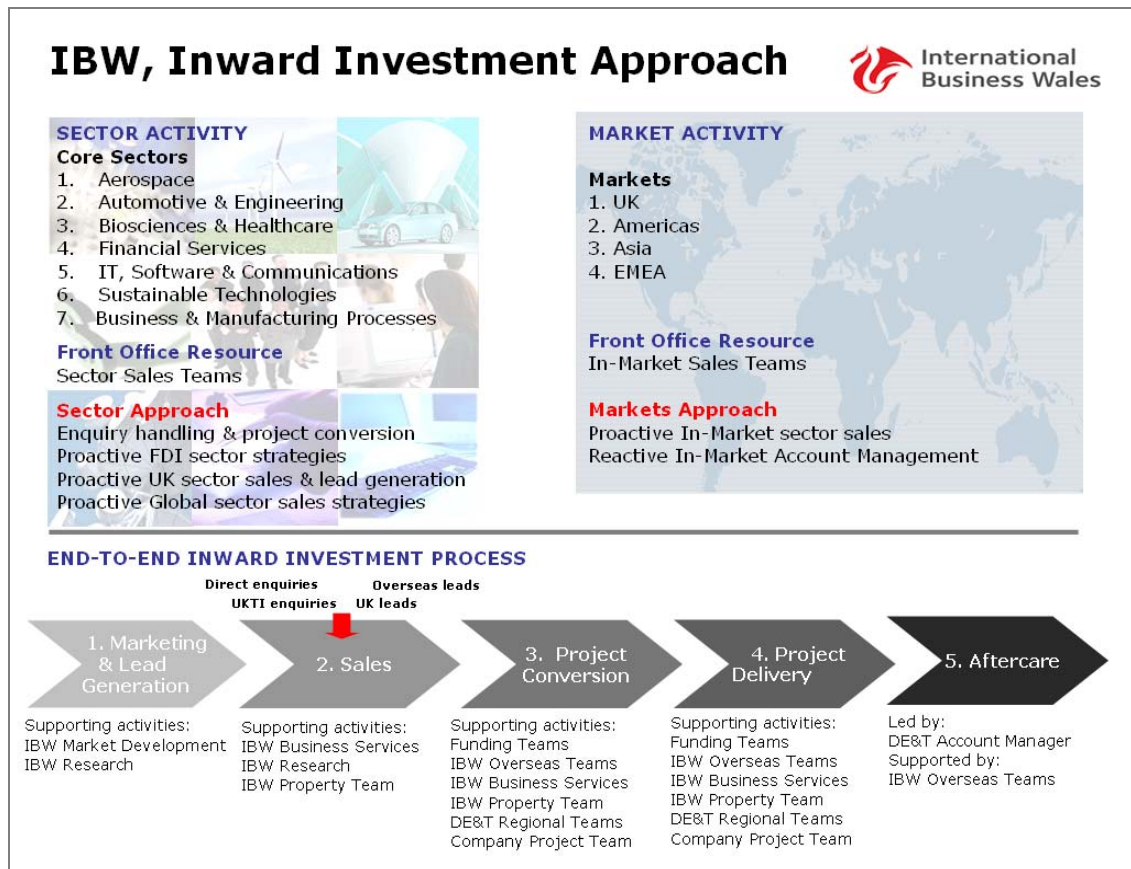 IBW, Inward Investment Approach
International
Business Wales
SECTOR ACTIVITY
Core Sectors
1. Aerospace
2. Automotive & Engineering
3. Biosciences & Healthcare
4. Financial Services
5. IT, Software & Communications
6. Sustainable Technologies
7. Business & Manufacturing Processes
Front Office Resource
Sector Sales Teams
Sector Approach
Enquiry handling & project conversion
Proactive FDI sector strategies
Proactive UK sector sales & lead generation
Proactive Global sector sales strategies
MARKET ACTIVITY
Markets
1. UK
2. Americas
3. Asia
4. EMEA
Front Office Resource
In-Market Sales Teams
Markets Approach
Proactive In-Market sector sales
Reactive In-Market Account Management
END-TO-END INWARD INVESTMENT PROCESS
Direct enquiries
Overseas leads
UKTI enquiries
UK leads
1. Marketing
& Lead
Generation
2. Sales
3. Project
Conversion
4. Project
Delivery
5. Aftercare
Supporting activities:
IBW Market Development
IBW Research
Supporting activities:
IBW Business Services
IBW Research
IBW Property Team
Supporting activities:
Funding Teams
IBW Overseas Teams
IBW Business Services
IBW Property Team
DE&T Regional Teams
Company Project Team
Supporting activities:
Funding Teams
IBW Overseas Teams
IBW Business Services
IBW Property Team
DE&T Regional Teams
Company Project Team
Led by:
DE&T Account Manager
Supported by:
IBW Overseas Teams